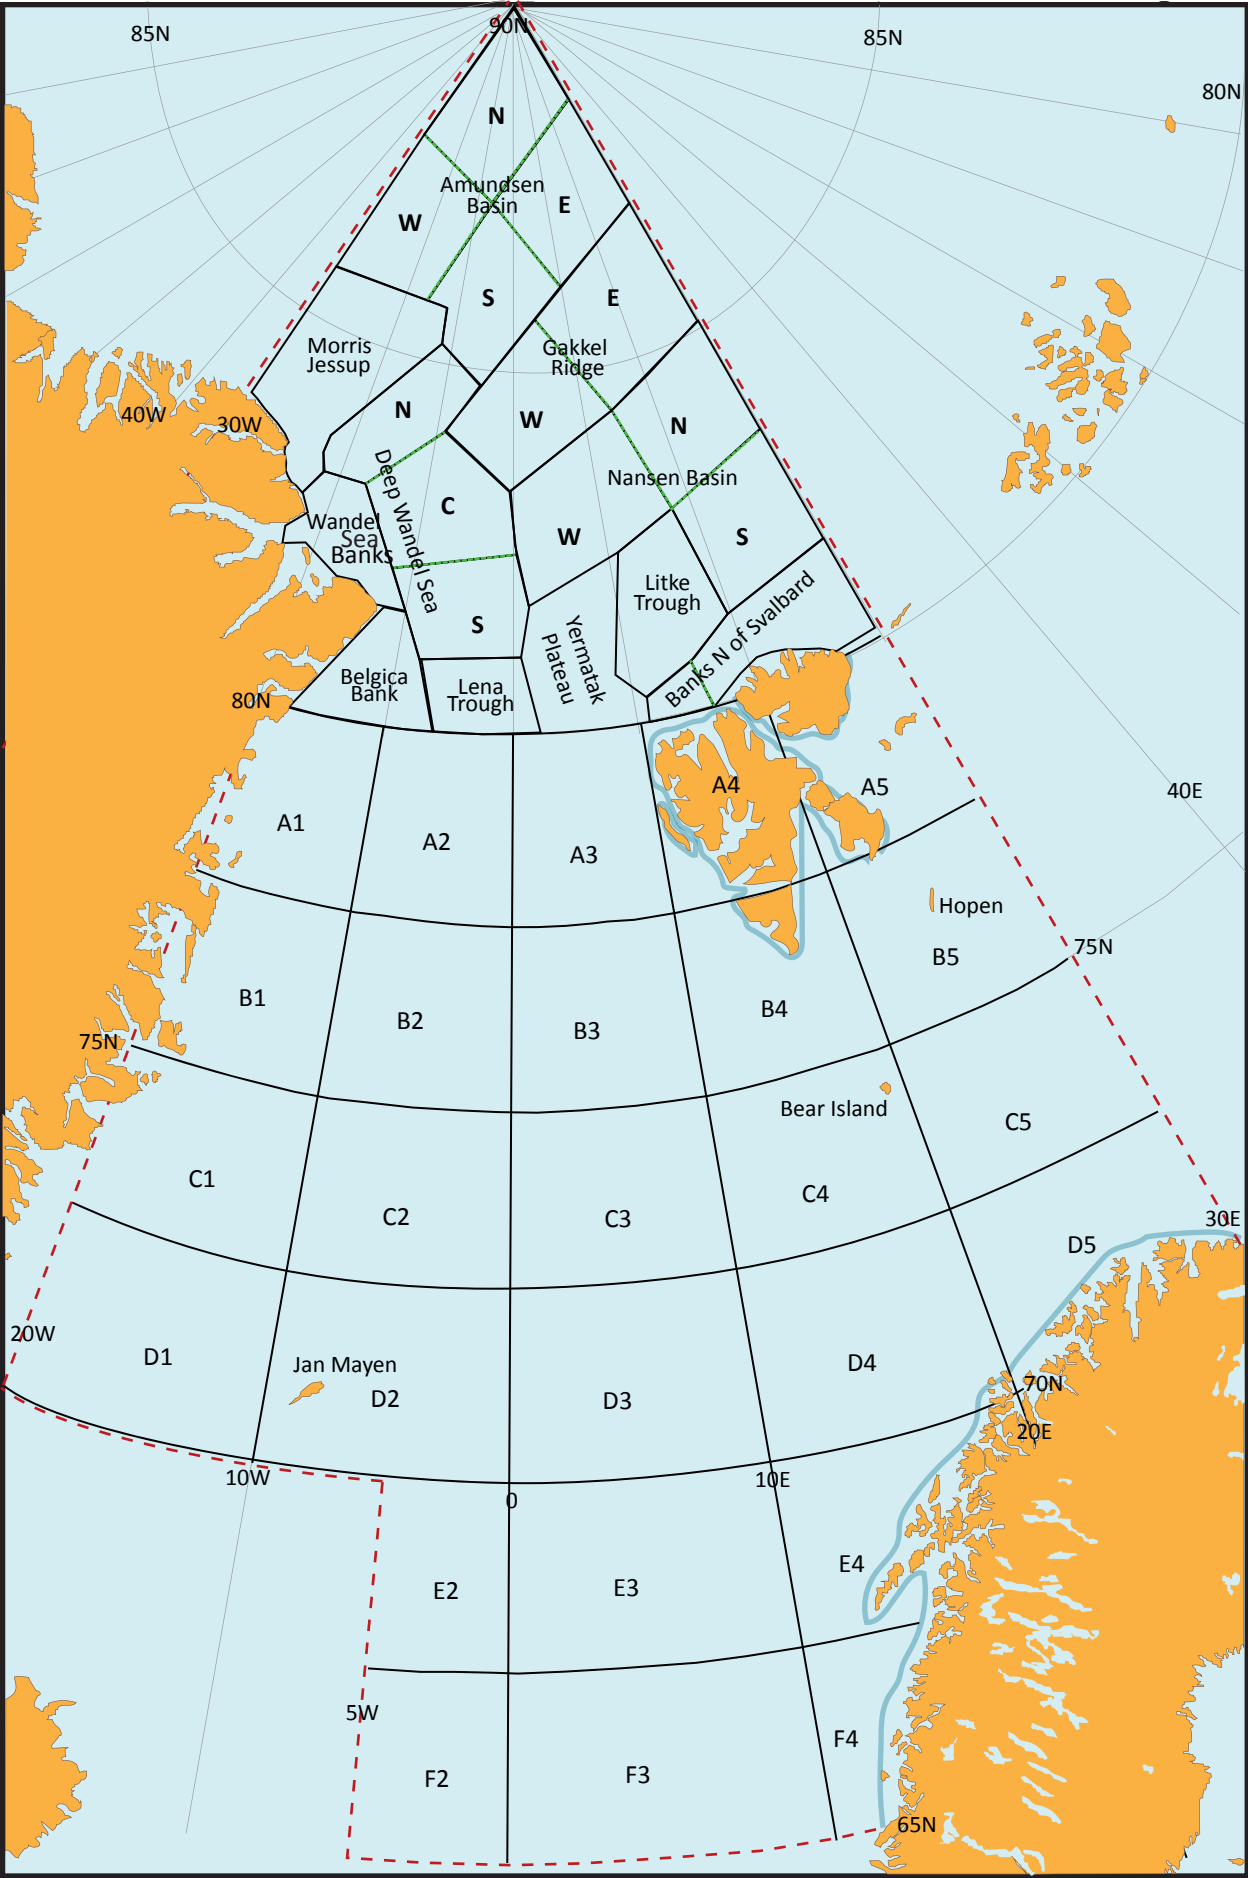 90N
85N
85N
80N
N
Amundsen
Basin
W
E
S
E
Morris
Jessup
Gakkel
Ridge
40W
30W
N
W
N
Deep Wandel Sea
Nansen Basin
C
Wandel
Sea
Banks
W
S
Litke
Trough
S
Yermatak
Plateau
Banks N of Svalbard
Belgica
Bank
Lena
Trough
80N
A1
A2
A3
A4
A5
40E
Hopen
75N
B1
B2
B3
B4
B5
75N
Bear Island
C1
C2
C3
C4
C5
30E
D5
20W
D1
Jan Mayen
D2
D3
D4
70N
20E
10W
0
10E
E2
E3
E4
5W
F2
F3
F4
65N